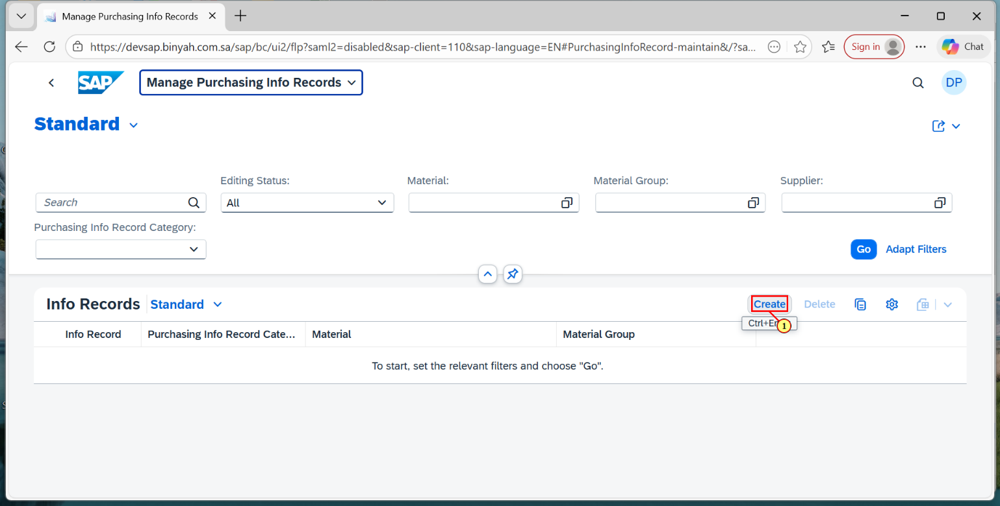 Manage Purchasing Info Records
https://devsap.binyah.com.sa/sap/bc/ui2/flp?saml2=disabled&sap-client=110&sap-language=EN#PurchasingInfoRecord-maintain&/?sa...
Sign in
Chat
SAP
Manage Purchasing Info Records
DP
Standard
Editing Status:
Material:
Material Group:
Supplier:
Search
All
Purchasing Info Record Category:
Go
Adapt Filters
Info Records
Standard
Create
Delete
Ctrl+En
1
Info Record
Purchasing Info Record Cate...
Material
Material Group
To start, set the relevant filters and choose "Go".